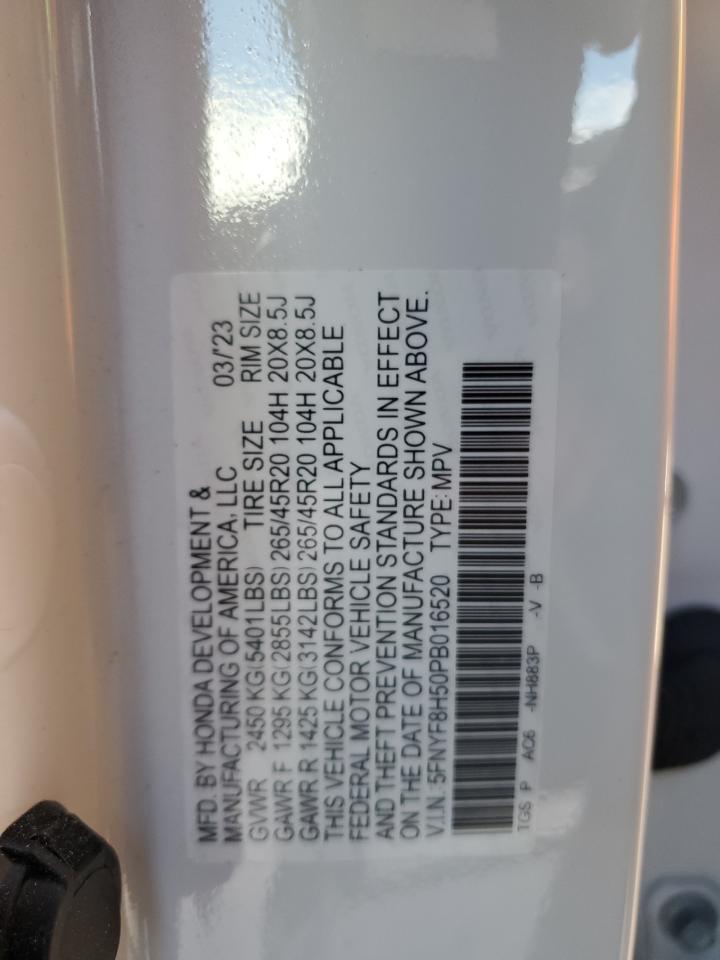 MFD. BY HONDA DEVELOPMENT &
MANUFACTURING OF AMERICA, LLC 03/'23
GVWR 2450 KG(5401LBS) TIRE SIZE RIM SIZE
GAWR F 1295 KG(2855LBS) 265/45R20 104H 20X8.5J
GAWR R 1425 KG(3142LBS) 265/45R20 104H 20X8.5J
THIS VEHICLE CONFORMS TO ALL APPLICABLE
FEDERAL MOTOR VEHICLE SAFETY
AND THEFT PREVENTION STANDARDS IN EFFECT
ON THE DATE OF MANUFACTURE SHOWN ABOVE.
V.I.N.:5FNYF8H50PB016520 TYPE:MPV
TGS P AC6 -NH883P -V -B